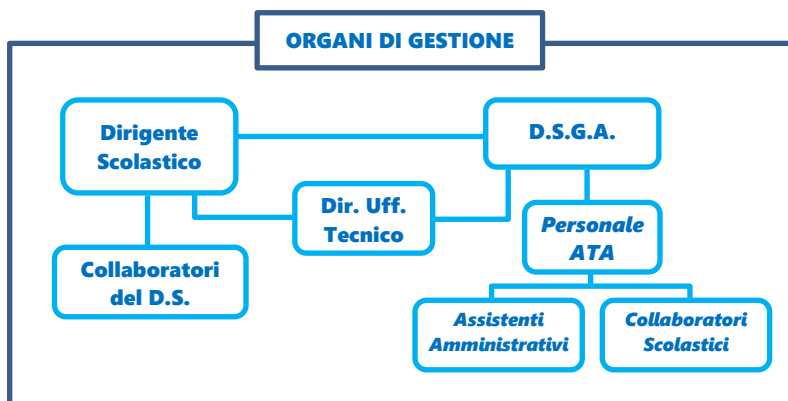 ORGANI DI GESTIONE
Dirigente
Scolastico
D.S.G.A.
Dir. Uff.
Tecnico
Personale
ATA
Collaboratori
del D.S.
Assistenti
Amministrativi
Collaboratori
Scolastici